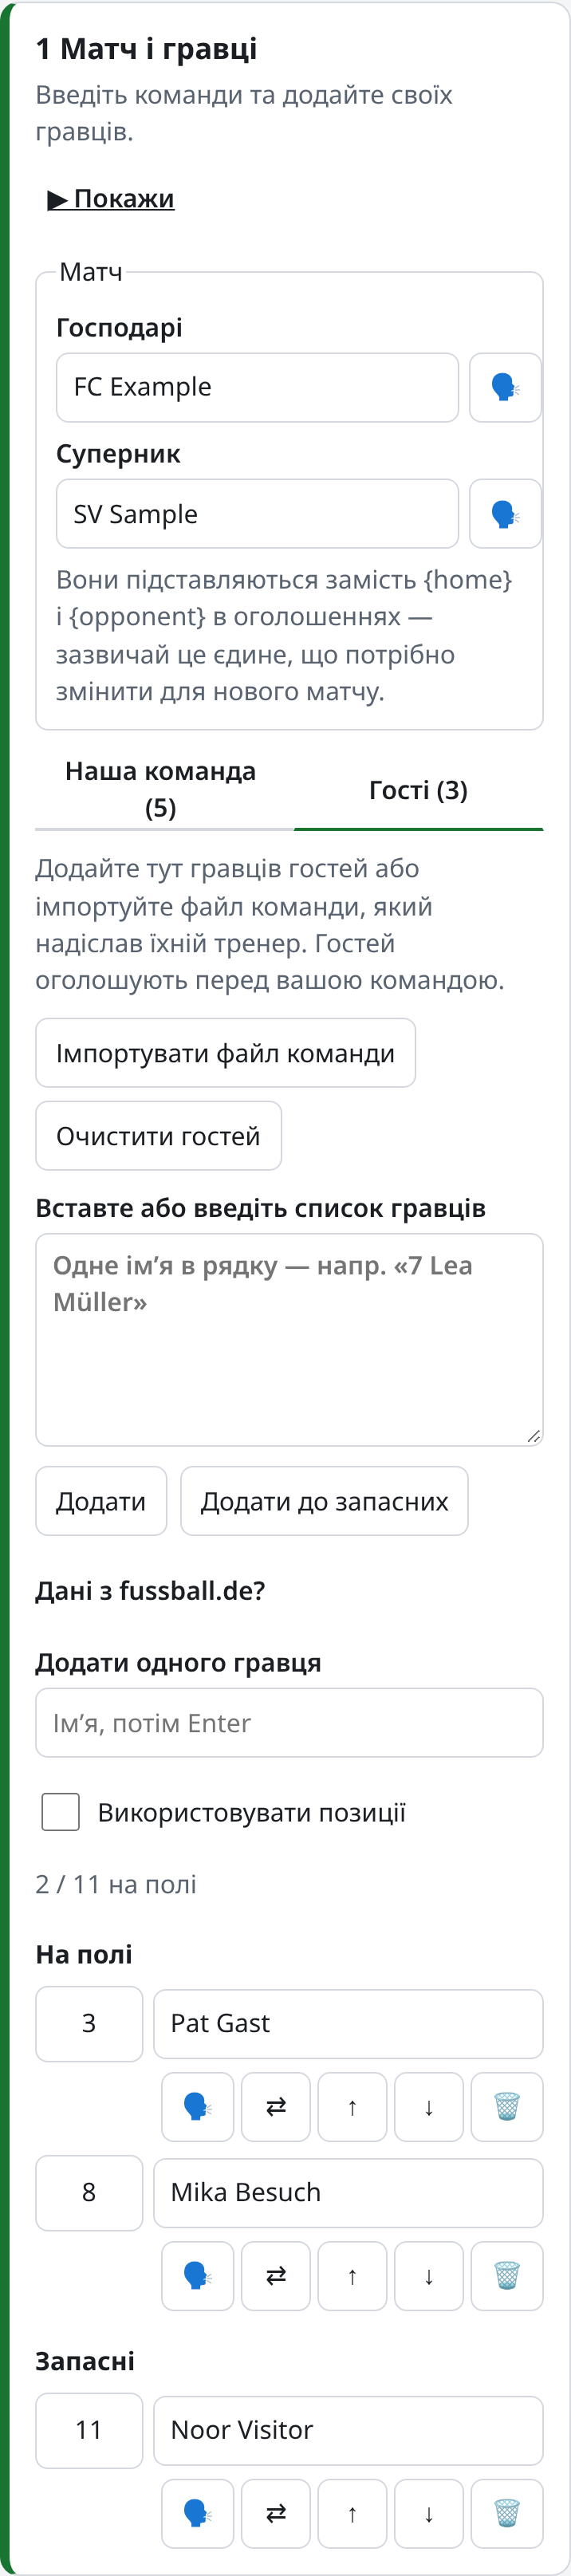 1 Матч і гравці
Введіть команди та додайте своїх
гравців.
▶ Покажи
Матч
Господарі
FC Example
Суперник
SV Sample
Вони підставляються замість {home}
і {opponent} в оголошеннях —
зазвичай це єдине, що потрібно
змінити для нового матчу.
Наша команда
(5)
Гості (3)
Додайте тут гравців гостей або
імпортуйте файл команди, який
надіслав їхній тренер. Гостей
оголошують перед вашою командою.
Імпортувати файл команди
Очистити гостей
Вставте або введіть список гравців
Одне ім’я в рядку — напр. «7 Lea
Müller»
Додати
Додати до запасних
Дані з fussball.de?
Додати одного гравця
Ім’я, потім Enter
Використовувати позиції
2 / 11 на полі
На полі
3 Pat Gast
⇄ ↑ ↓
8 Mika Besuch
⇄ ↑ ↓
Запасні
11 Noor Visitor
⇄ ↑ ↓